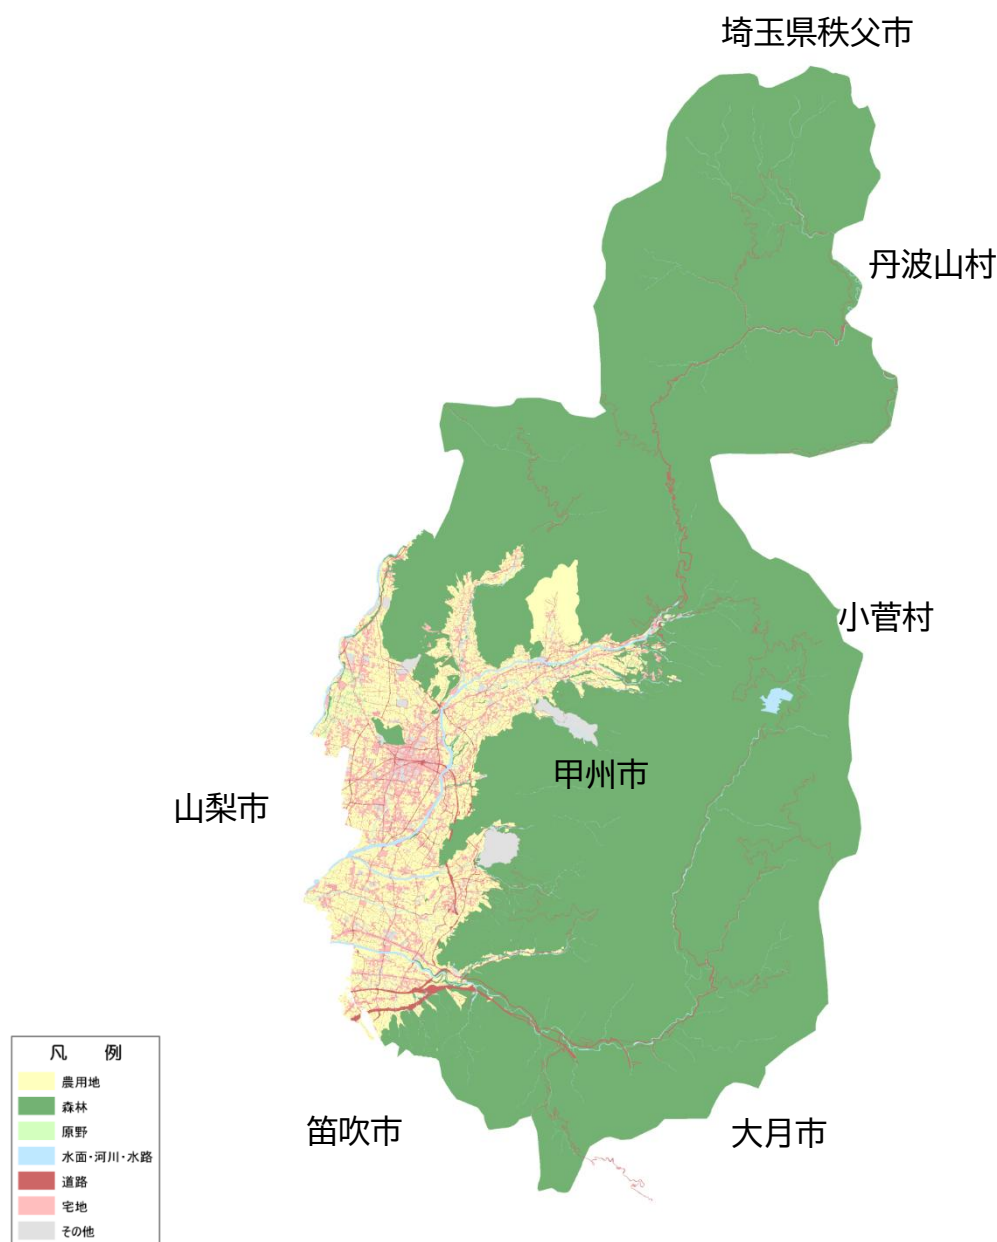 埼玉県秩父市
丹波山村
小菅村
甲州市
山梨市
笛吹市
大月市
凡 例
農用地
森林
原野
水面・河川・水路
道路
宅地
その他